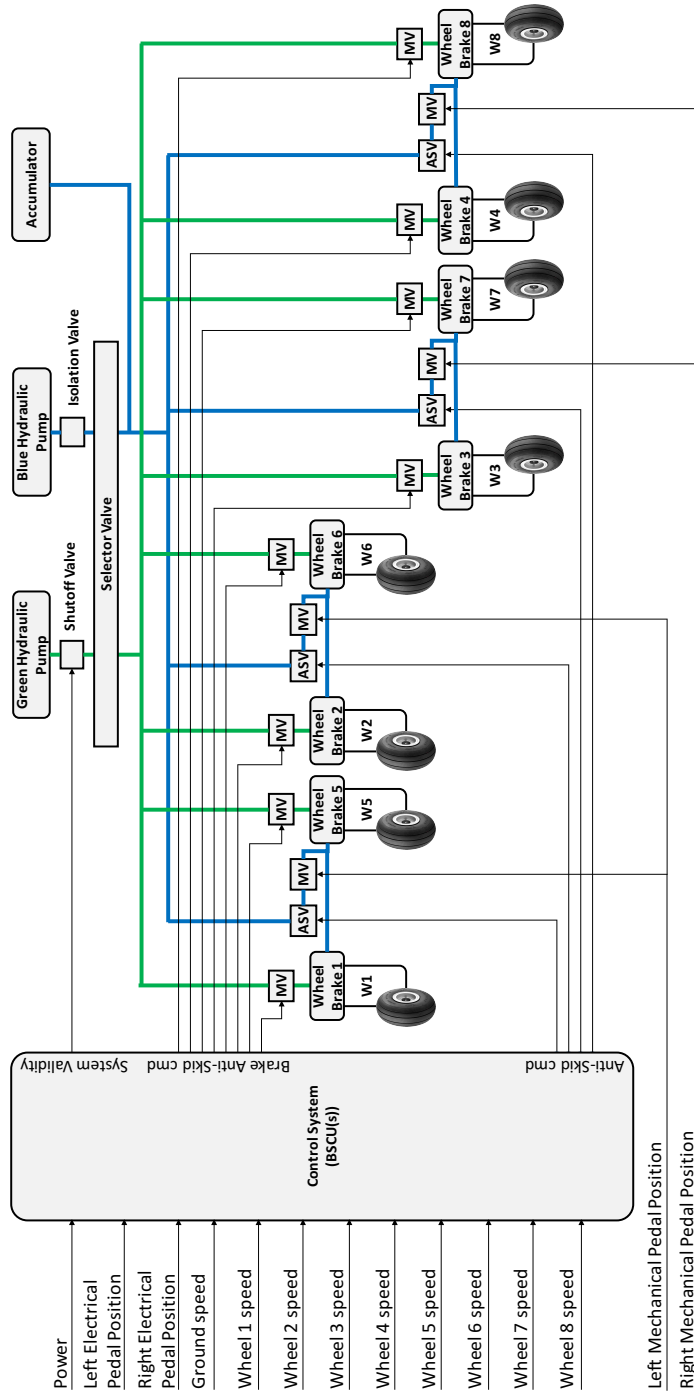 Power
Left Electrical
Pedal Position
Right Electrical
Pedal Position
Ground speed
Wheel 1 speed
Wheel 2 speed
Wheel 3 speed
Wheel 4 speed
Wheel 5 speed
Wheel 6 speed
Wheel 7 speed
Wheel 8 speed
Left Mechanical Pedal Position
Right Mechanical Pedal Position
Control System
(BSCU(s))
System Validity
Brake Anti-Skid cmd
Anti-Skid cmd
Green Hydraulic
Pump
Blue Hydraulic
Pump
Accumulator
Shutoff Valve
Isolation Valve
Selector Valve
MV
MV
MV
MV
ASV
MV
ASV
MV
Wheel
Brake 1
Wheel
Brake 5
Wheel
Brake 2
Wheel
Brake 6
W1
W5
W2
W6
MV
MV
MV
MV
ASV
MV
ASV
MV
Wheel
Brake 3
Wheel
Brake 7
Wheel
Brake 4
Wheel
Brake 8
W3
W7
W4
W8